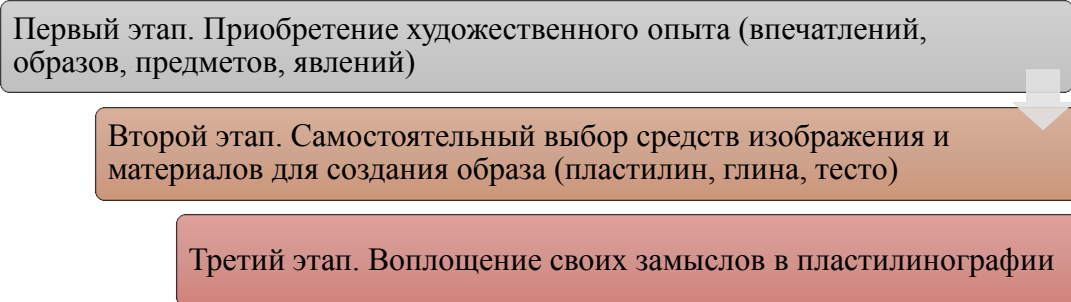 Первый этап. Приобретение художественного опыта (впечатлений,
образов, предметов, явлений)
Второй этап. Самостоятельный выбор средств изображения и
материалов для создания образа (пластилин, глина, тесто)
Третий этап. Воплощение своих замыслов в пластилинографии